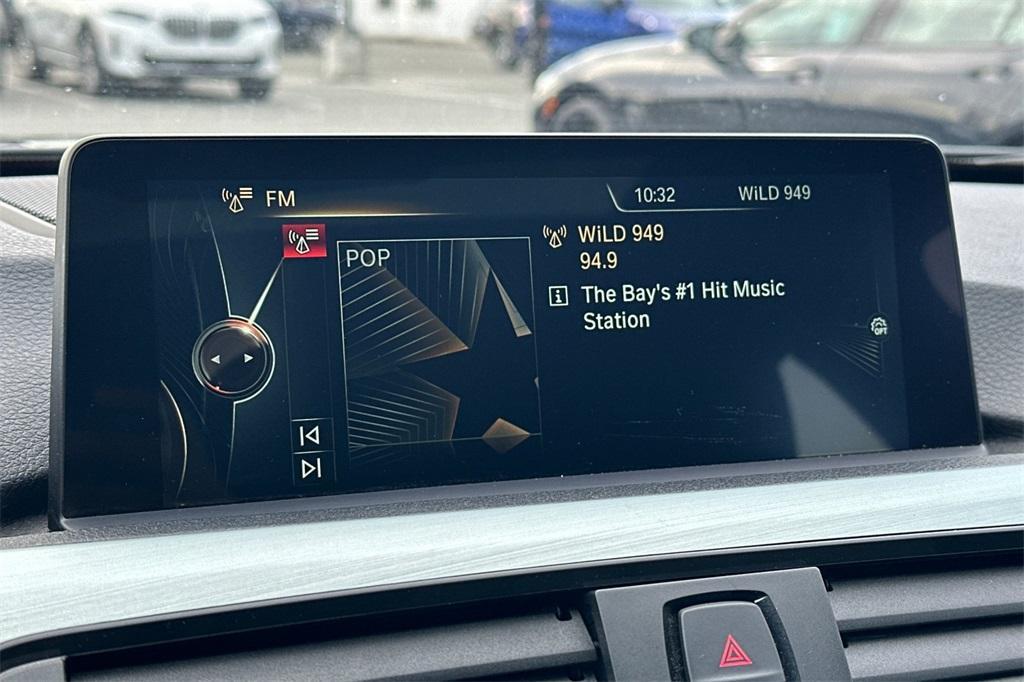 FM
10:32
WiLD 949
POP
WiLD 949
94.9
The Bay's #1 Hit Music
Station
OPT